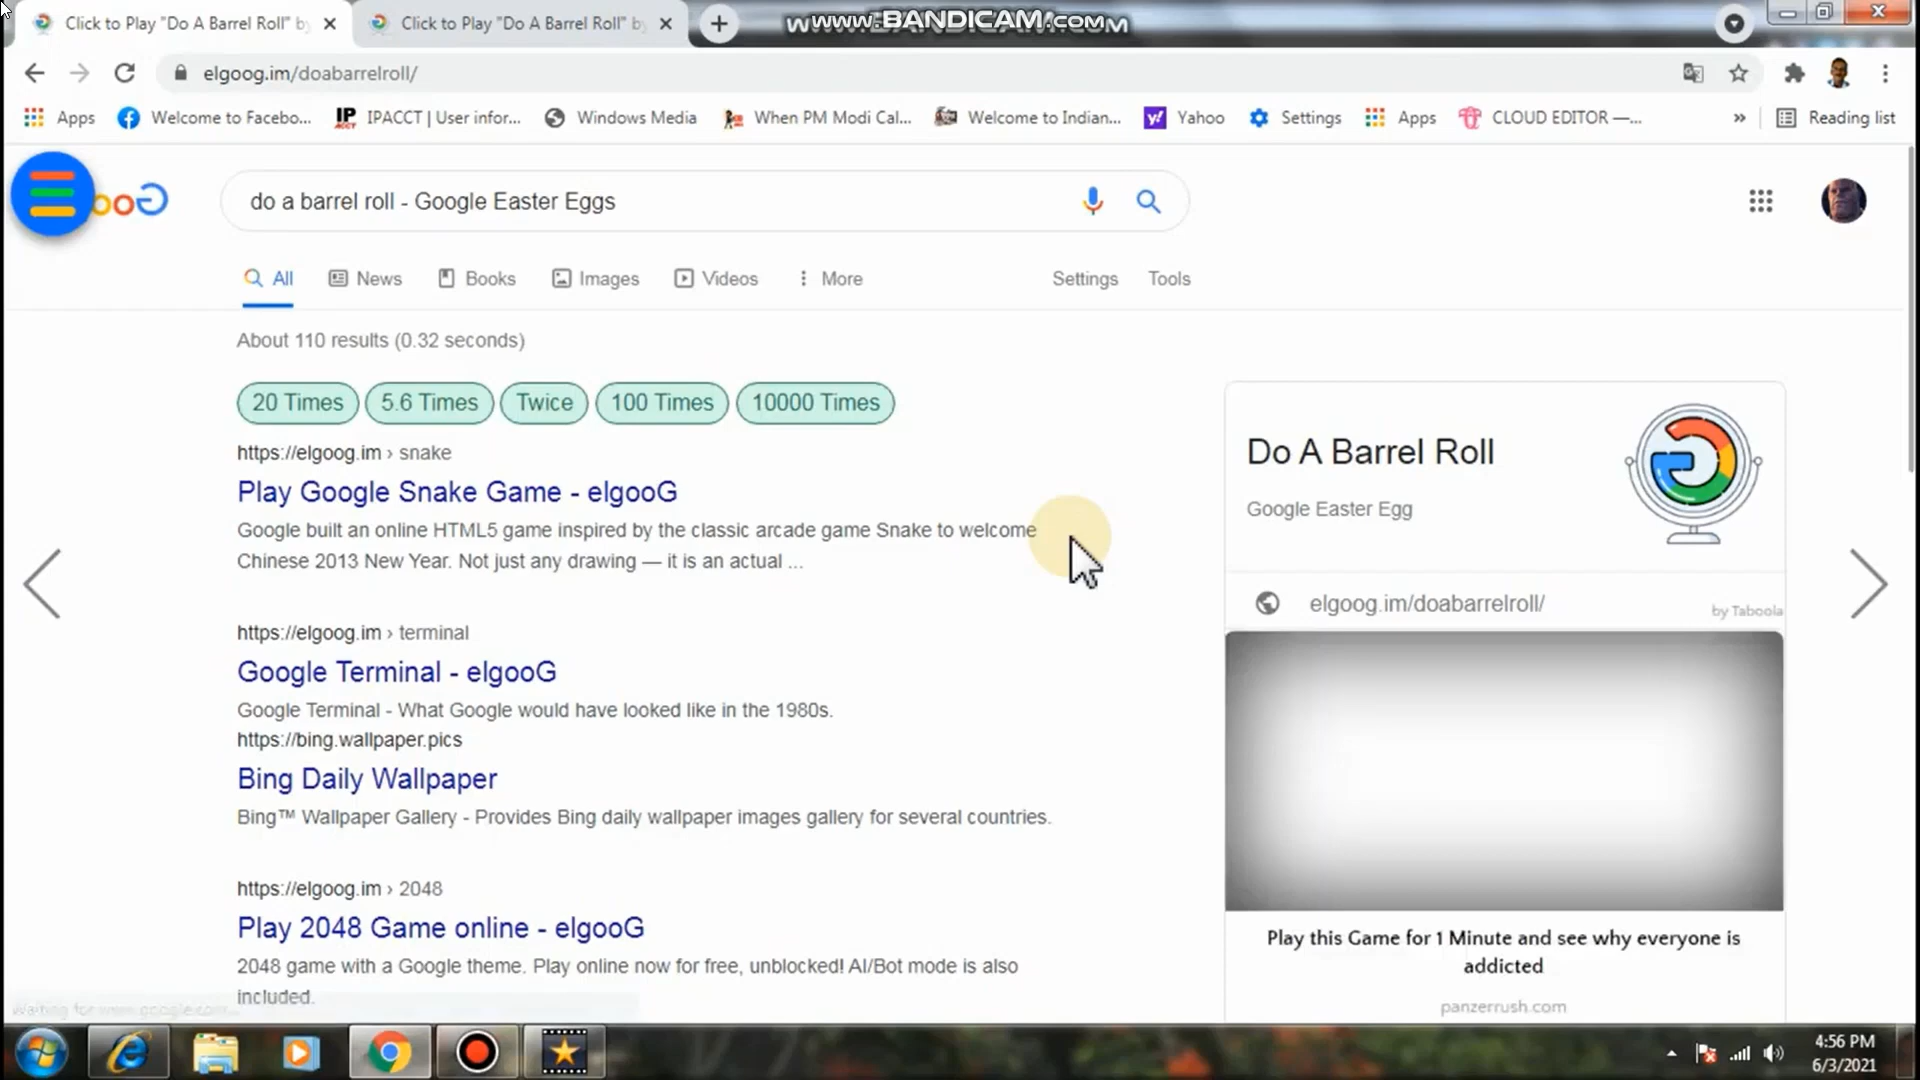 Click to Play "Do A Barrel Roll" by
Click to Play "Do A Barrel Roll" by
www.BANDICAM.com
elgoog.im/doabarrelroll/
Apps
Welcome to Facebo...
IPACCT | User infor...
Windows Media
When PM Modi Cal...
Welcome to Indian...
Yahoo
Settings
Apps
CLOUD EDITOR —...
»
Reading list
do a barrel roll - Google Easter Eggs
All
News
Books
Images
Videos
More
Settings
Tools
About 110 results (0.32 seconds)
20 Times
5.6 Times
Twice
100 Times
10000 Times
https://elgoog.im › snake
Play Google Snake Game - elgooG
Google built an online HTML5 game inspired by the classic arcade game Snake to welcome
Chinese 2013 New Year. Not just any drawing — it is an actual ...
https://elgoog.im › terminal
Google Terminal - elgooG
Google Terminal - What Google would have looked like in the 1980s.
https://bing.wallpaper.pics
Bing Daily Wallpaper
Bing™ Wallpaper Gallery - Provides Bing daily wallpaper images gallery for several countries.
https://elgoog.im › 2048
Play 2048 Game online - elgooG
2048 game with a Google theme. Play online now for free, unblocked! AI/Bot mode is also
included.
Do A Barrel Roll
Google Easter Egg
elgoog.im/doabarrelroll/
by Taboola
Play this Game for 1 Minute and see why everyone is
addicted
panzerrush.com
Waiting for www.google.com...
4:56 PM
6/3/2021